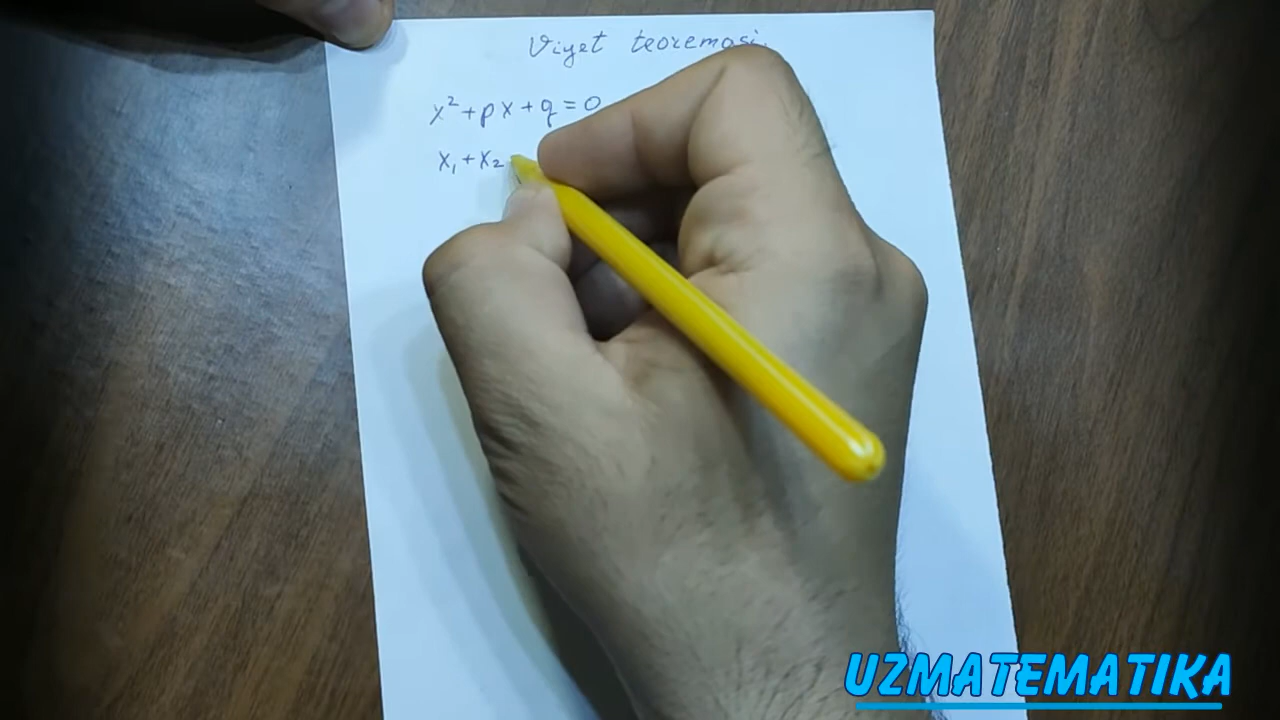 Viyet teoremasi.
x² + px + q = 0
x₁ + x₂
UZMATEMATIKA